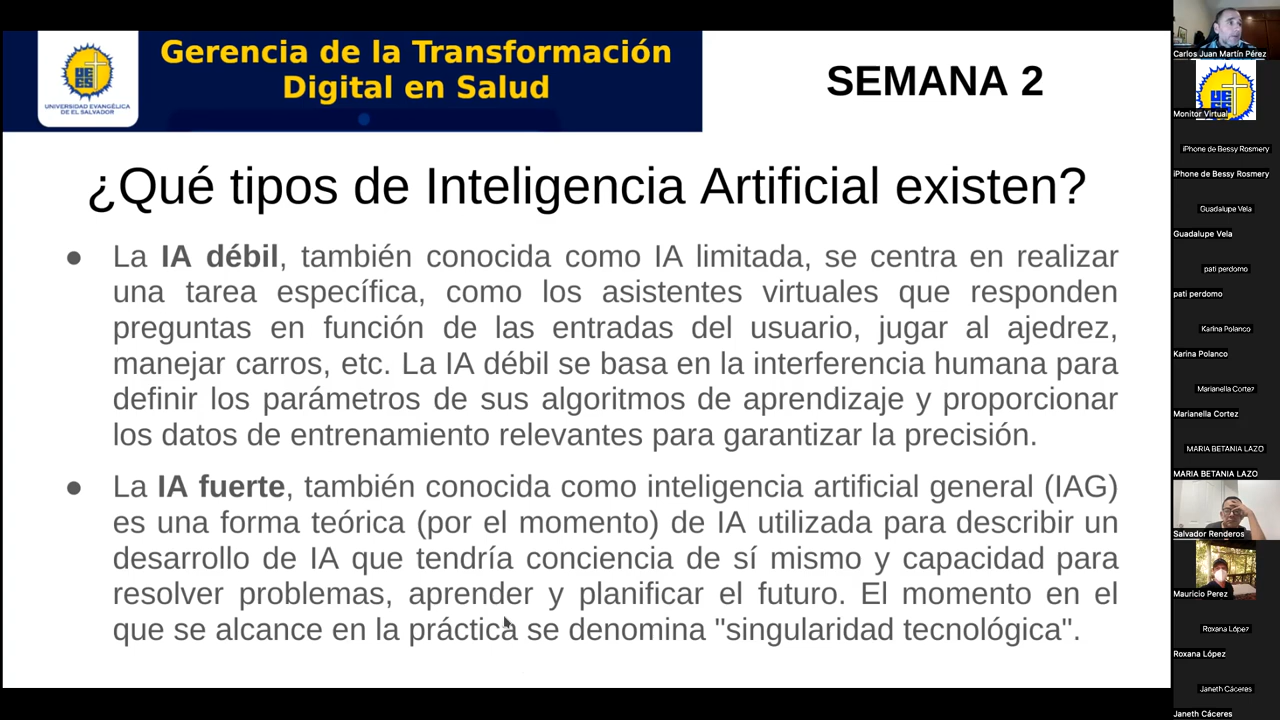 Gerencia de la Transformación
Digital en Salud
UNIVERSIDAD EVANGÉLICA
DE EL SALVADOR
SEMANA 2
¿Qué tipos de Inteligencia Artificial existen?
● La IA débil, también conocida como IA limitada, se centra en realizar
una tarea específica, como los asistentes virtuales que responden
preguntas en función de las entradas del usuario, jugar al ajedrez,
manejar carros, etc. La IA débil se basa en la interferencia humana para
definir los parámetros de sus algoritmos de aprendizaje y proporcionar
los datos de entrenamiento relevantes para garantizar la precisión.
● La IA fuerte, también conocida como inteligencia artificial general (IAG)
es una forma teórica (por el momento) de IA utilizada para describir un
desarrollo de IA que tendría conciencia de sí mismo y capacidad para
resolver problemas, aprender y planificar el futuro. El momento en el
que se alcance en la práctica se denomina "singularidad tecnológica".
Carlos Juan Martín Pérez
Monitor Virtual
iPhone de Bessy Rosmery
iPhone de Bessy Rosmery
Guadalupe Vela
Guadalupe Vela
pati perdomo
pati perdomo
Karina Polanco
Karina Polanco
Marianella Cortez
Marianella Cortez
MARIA BETANIA LAZO
MARIA BETANIA LAZO
Salvador Renderos
Mauricio Perez
Roxana López
Roxana López
Janeth Cáceres
Janeth Cáceres